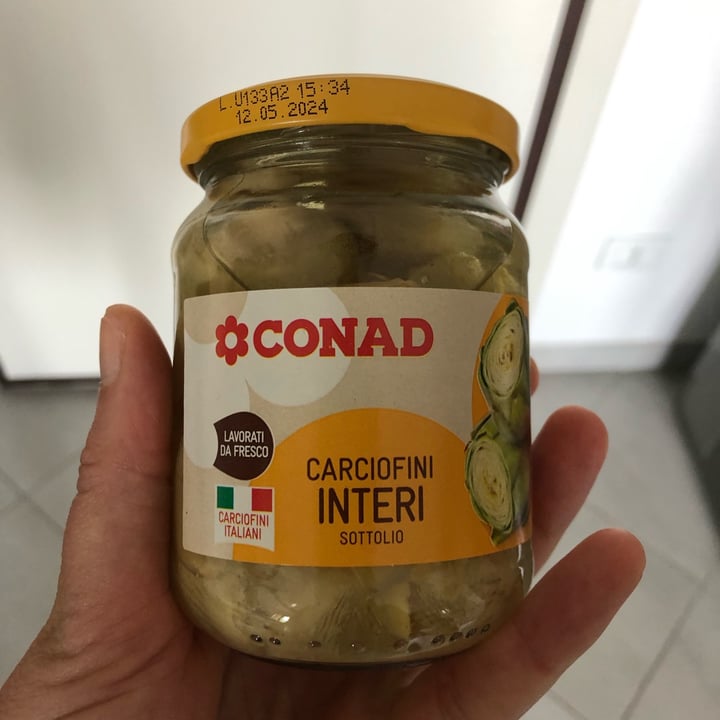 L.U133A2 15:34
12.05.2024
CONAD
LAVORATI
DA FRESCO
CARCIOFINI
ITALIANI
CARCIOFINI
INTERI
SOTTOLIO